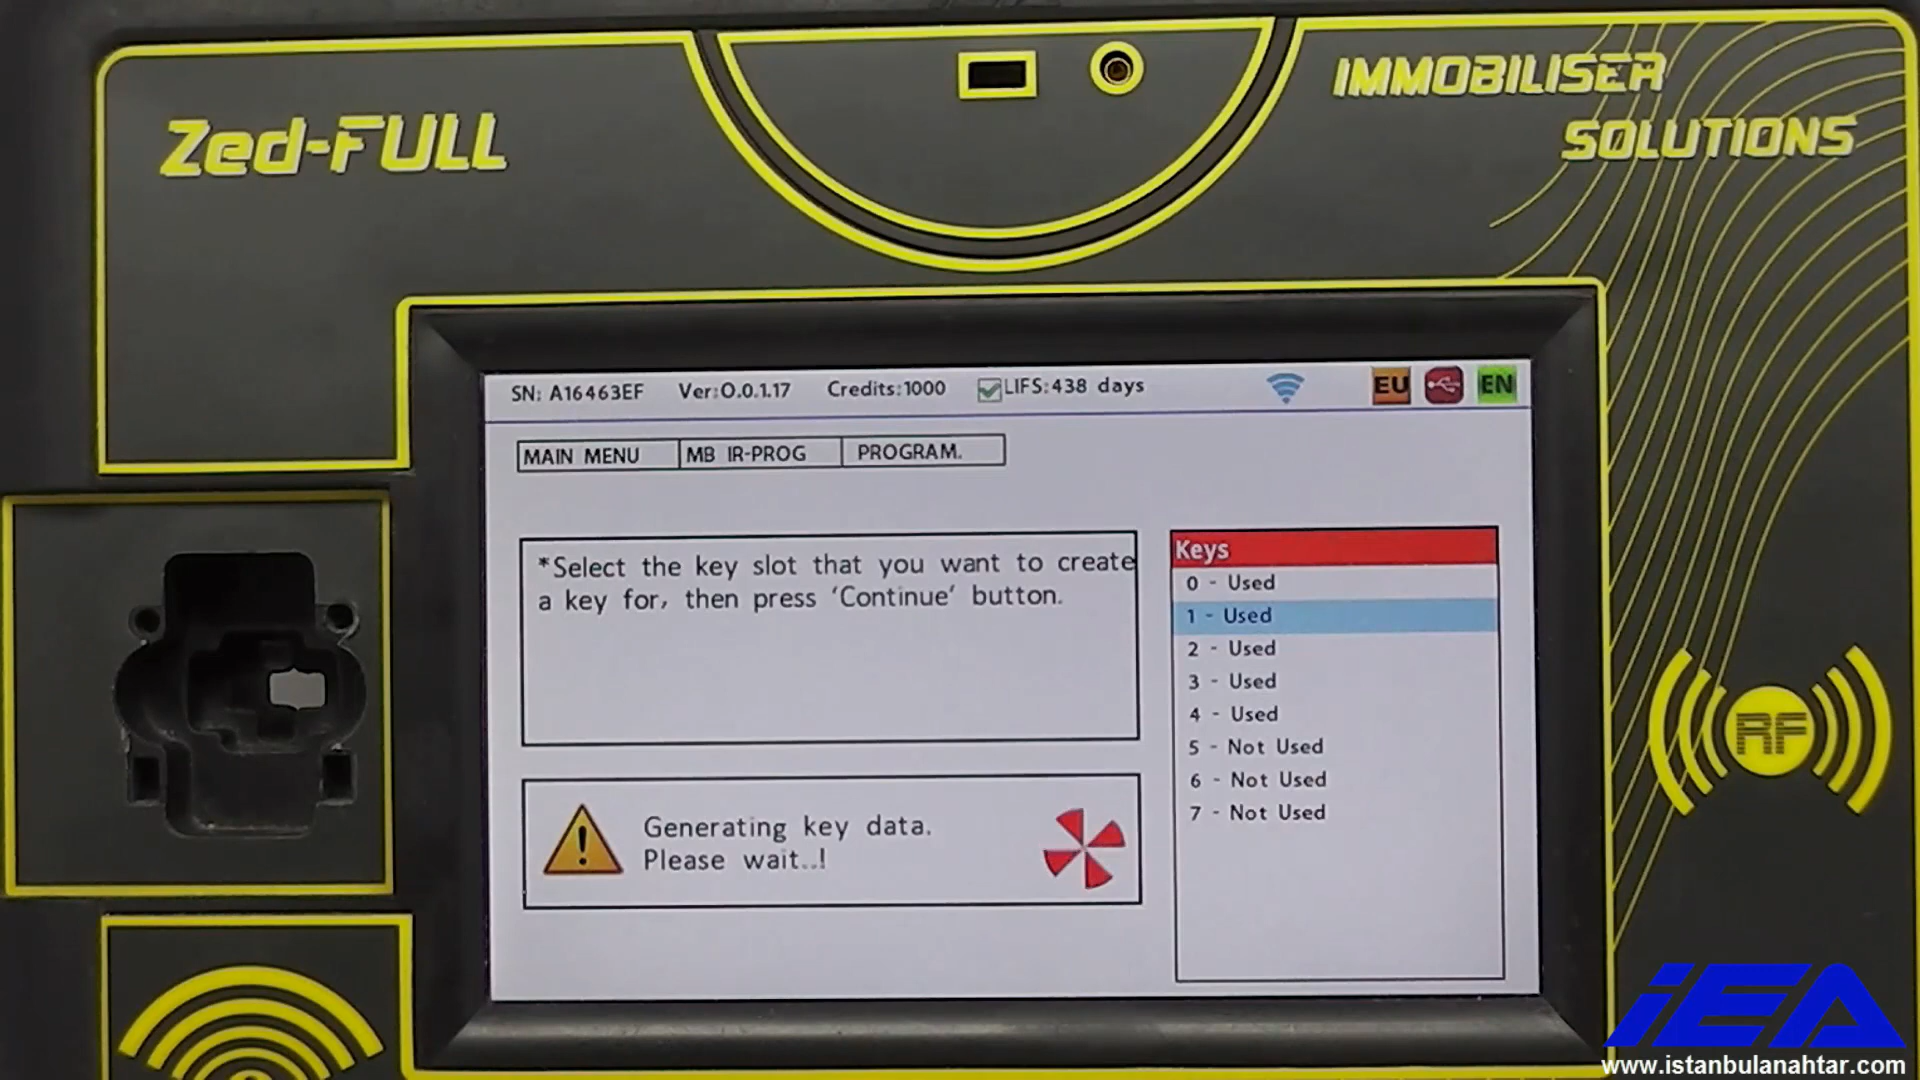 Zed-FULL
IMMOBILISER
SOLUTIONS
SN: A16463EF Ver:O.0.1.17 Credits:1000 LIFS:438 days EU EN
MAIN MENU MB IR-PROG PROGRAM.
*Select the key slot that you want to create
a key for, then press 'Continue' button.
Keys
0 - Used
1 - Used
2 - Used
3 - Used
4 - Used
5 - Not Used
6 - Not Used
7 - Not Used
Generating key data.
Please wait..!
RF
iEA
www.istanbulanahtar.com